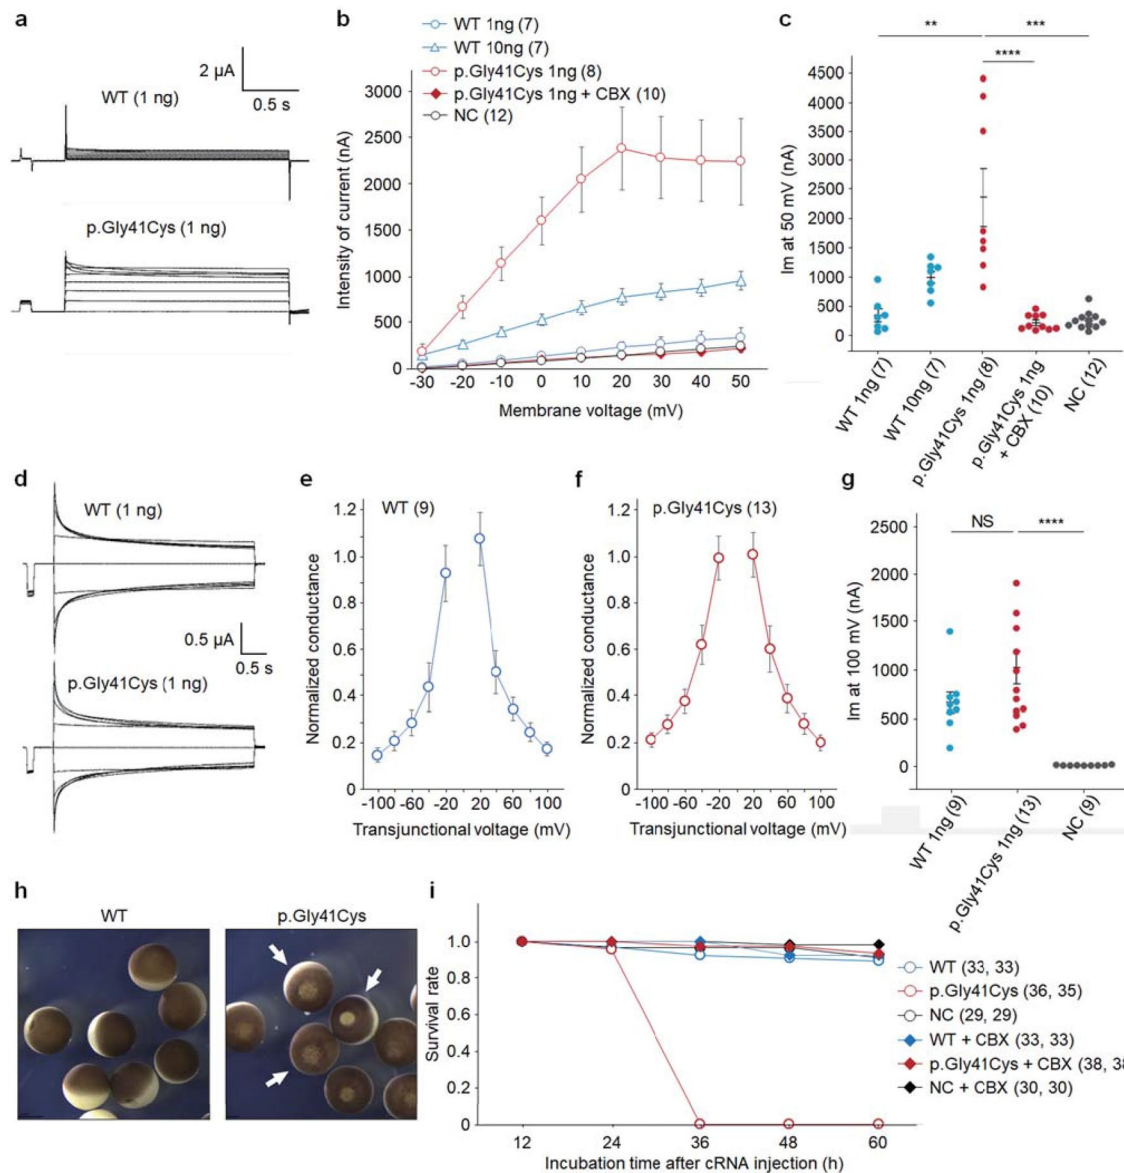 a
WT (1 ng)
2 µA
0.5 s
p.Gly41Cys (1 ng)
b
WT 1ng (7)
WT 10ng (7)
p.Gly41Cys 1ng (8)
p.Gly41Cys 1ng + CBX (10)
NC (12)
Intensity of current (nA)
3000
2500
2000
1500
1000
500
0
-30 -20 -10 0 10 20 30 40 50
Membrane voltage (mV)
c
** ***
****
Im at 50 mV (nA)
4500
4000
3500
3000
2500
2000
1500
1000
500
0
WT 1ng (7)
WT 10ng (7)
p.Gly41Cys 1ng (8)
p.Gly41Cys 1ng
+ CBX (10)
NC (12)
d
WT (1 ng)
0.5 µA
0.5 s
p.Gly41Cys (1 ng)
e
WT (9)
Normalized conductance
1.2
1.0
0.8
0.6
0.4
0.2
-100 -60 -20 20 60 100
Transjunctional voltage (mV)
f
p.Gly41Cys (13)
Normalized conductance
1.2
1.0
0.8
0.6
0.4
0.2
-100 -60 -20 20 60 100
Transjunctional voltage (mV)
g
NS ****
Im at 100 mV (nA)
2500
2000
1500
1000
500
0
WT 1ng (9)
p.Gly41Cys 1ng (13)
NC (9)
h
WT
p.Gly41Cys
i
Survival rate
1.0
0.8
0.6
0.4
0.2
0
12 24 36 48 60
Incubation time after cRNA injection (h)
WT (33, 33)
p.Gly41Cys (36, 35)
NC (29, 29)
WT + CBX (33, 33)
p.Gly41Cys + CBX (38, 38
NC + CBX (30, 30)